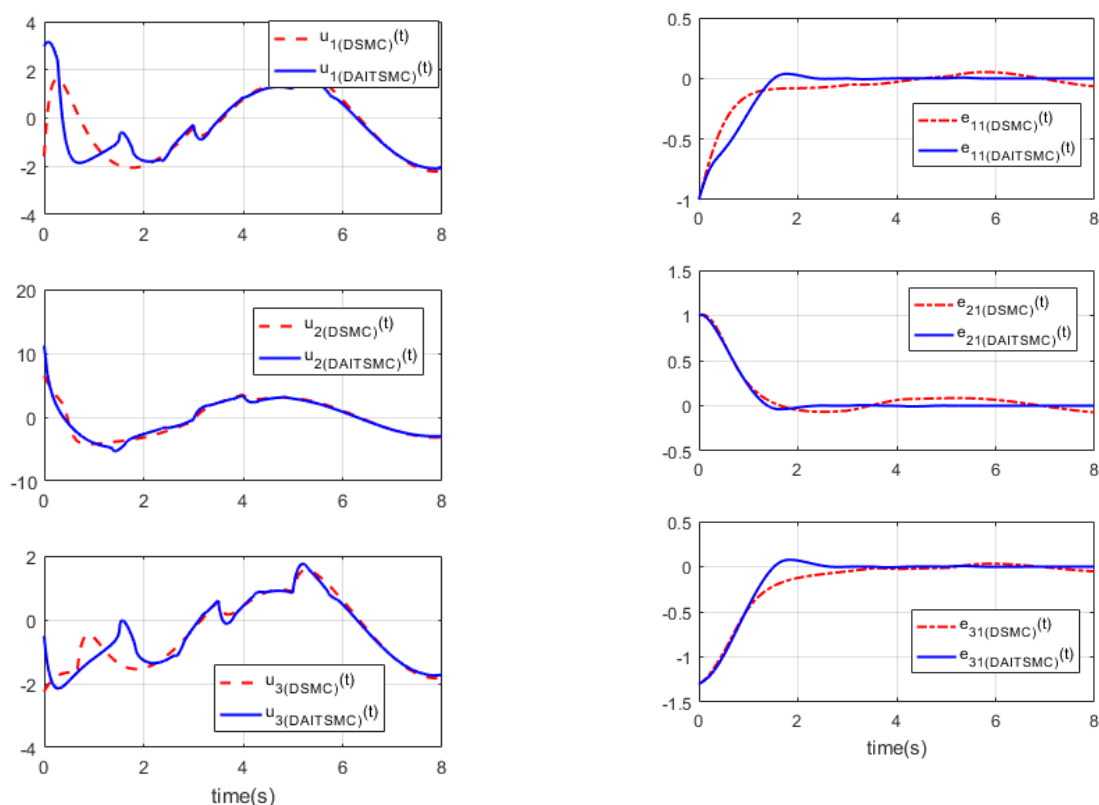 4
2
0
-2
-4
0 2 4 6 8
u1(DSMC)(t)
u1(DAITSMC)(t)
20
10
0
-10
0 2 4 6 8
u2(DSMC)(t)
u2(DAITSMC)(t)
2
0
-2
-4
0 2 4 6 8
u3(DSMC)(t)
u3(DAITSMC)(t)
time(s)
0.5
0
-0.5
-1
0 2 4 6 8
e11(DSMC)(t)
e11(DAITSMC)(t)
1.5
1
0.5
0
-0.5
0 2 4 6 8
e21(DSMC)(t)
e21(DAITSMC)(t)
0.5
0
-0.5
-1
-1.5
0 2 4 6 8
e31(DSMC)(t)
e31(DAITSMC)(t)
time(s)